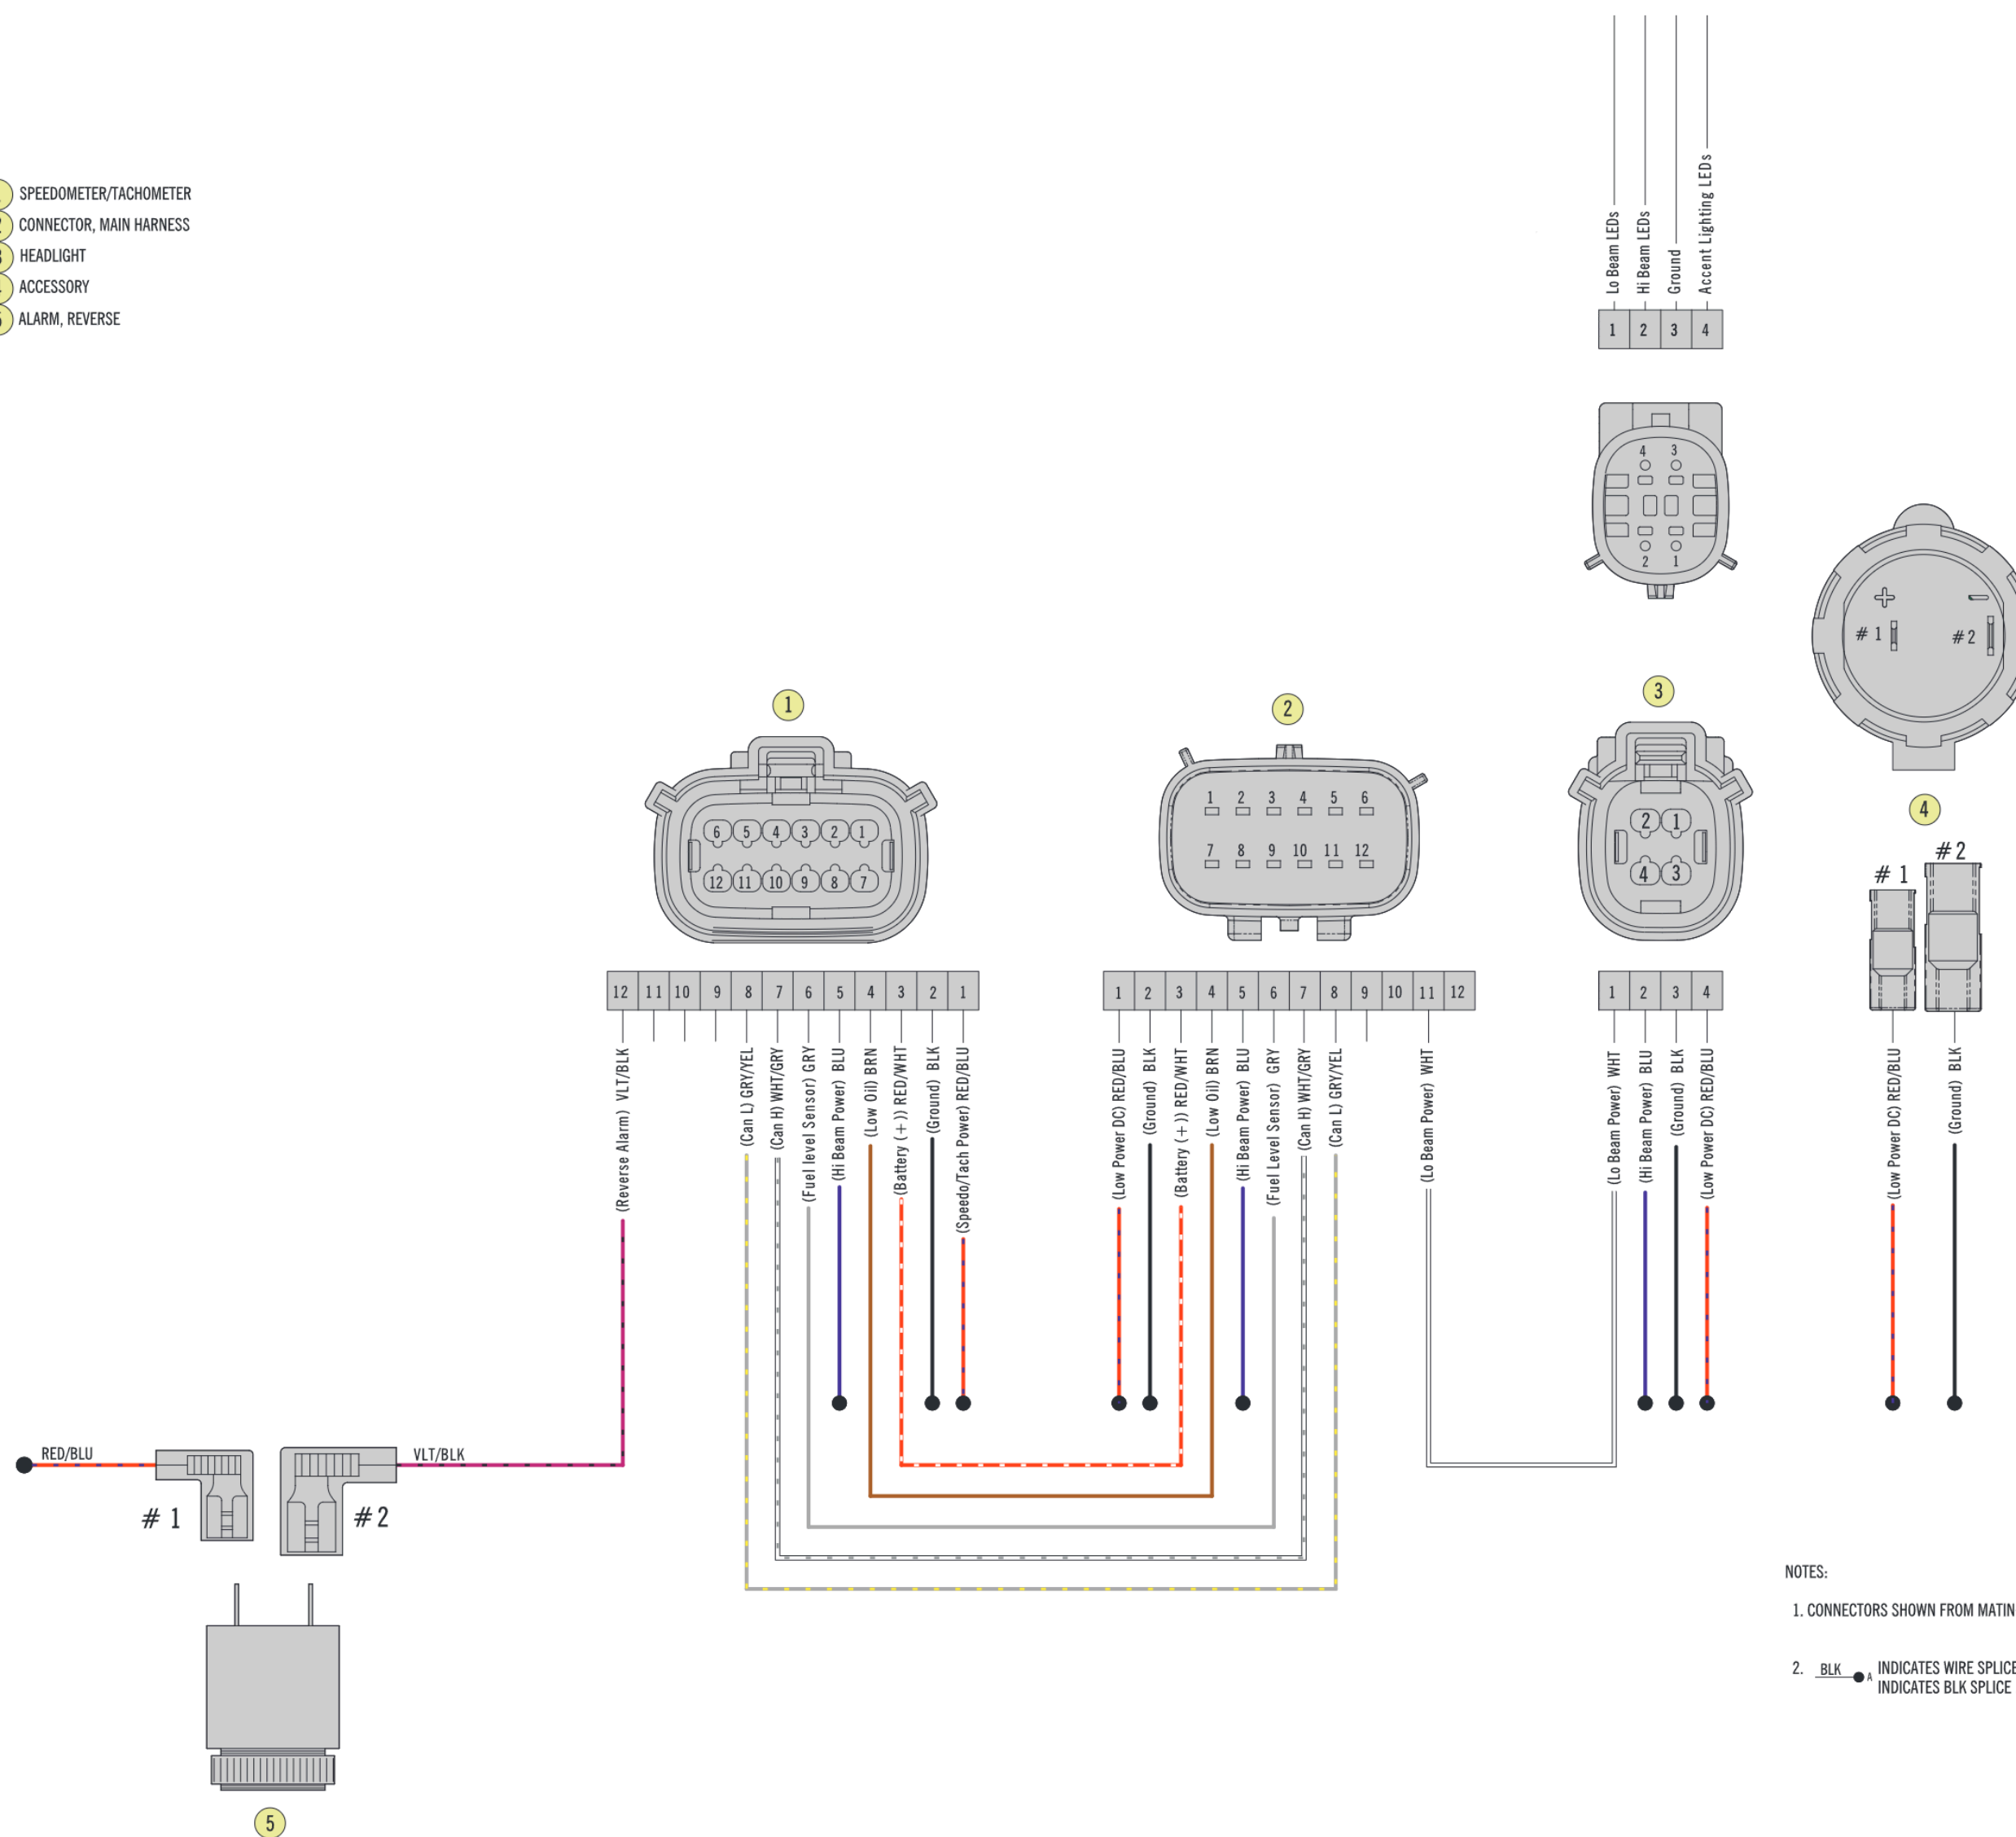 SPEEDOMETER/TACHOMETER
CONNECTOR, MAIN HARNESS
HEADLIGHT
ACCESSORY
ALARM, REVERSE
Lo Beam LEDs
Hi Beam LEDs
Ground
Accent Lighting LEDs
1 2 3 4
4 3
2 1
# 1 # 2
1
2
3
4
6 5 4 3 2 1
12 11 10 9 8 7
1 2 3 4 5 6
7 8 9 10 11 12
2 1
4 3
# 1
# 2
12 11 10 9 8 7 6 5 4 3 2 1
1 2 3 4 5 6 7 8 9 10 11 12
1 2 3 4
(Reverse Alarm) VLT/BLK
(Can L) GRY/YEL
(Can H) WHT/GRY
(Fuel level Sensor) GRY
(Hi Beam Power) BLU
(Low Oil) BRN
(Battery (+)) RED/WHT
(Ground) BLK
(Speedo/Tach Power) RED/BLU
(Low Power DC) RED/BLU
(Ground) BLK
(Battery (+)) RED/WHT
(Low Oil) BRN
(Hi Beam Power) BLU
(Fuel Level Sensor) GRY
(Can H) WHT/GRY
(Can L) GRY/YEL
(Lo Beam Power) WHT
(Lo Beam Power) WHT
(Hi Beam Power) BLU
(Ground) BLK
(Low Power DC) RED/BLU
(Low Power DC) RED/BLU
(Ground) BLK
RED/BLU
VLT/BLK
# 1
# 2
5
NOTES:
1. CONNECTORS SHOWN FROM
2. BLK A INDICATES WIRE
INDICATES BLK SPLICE